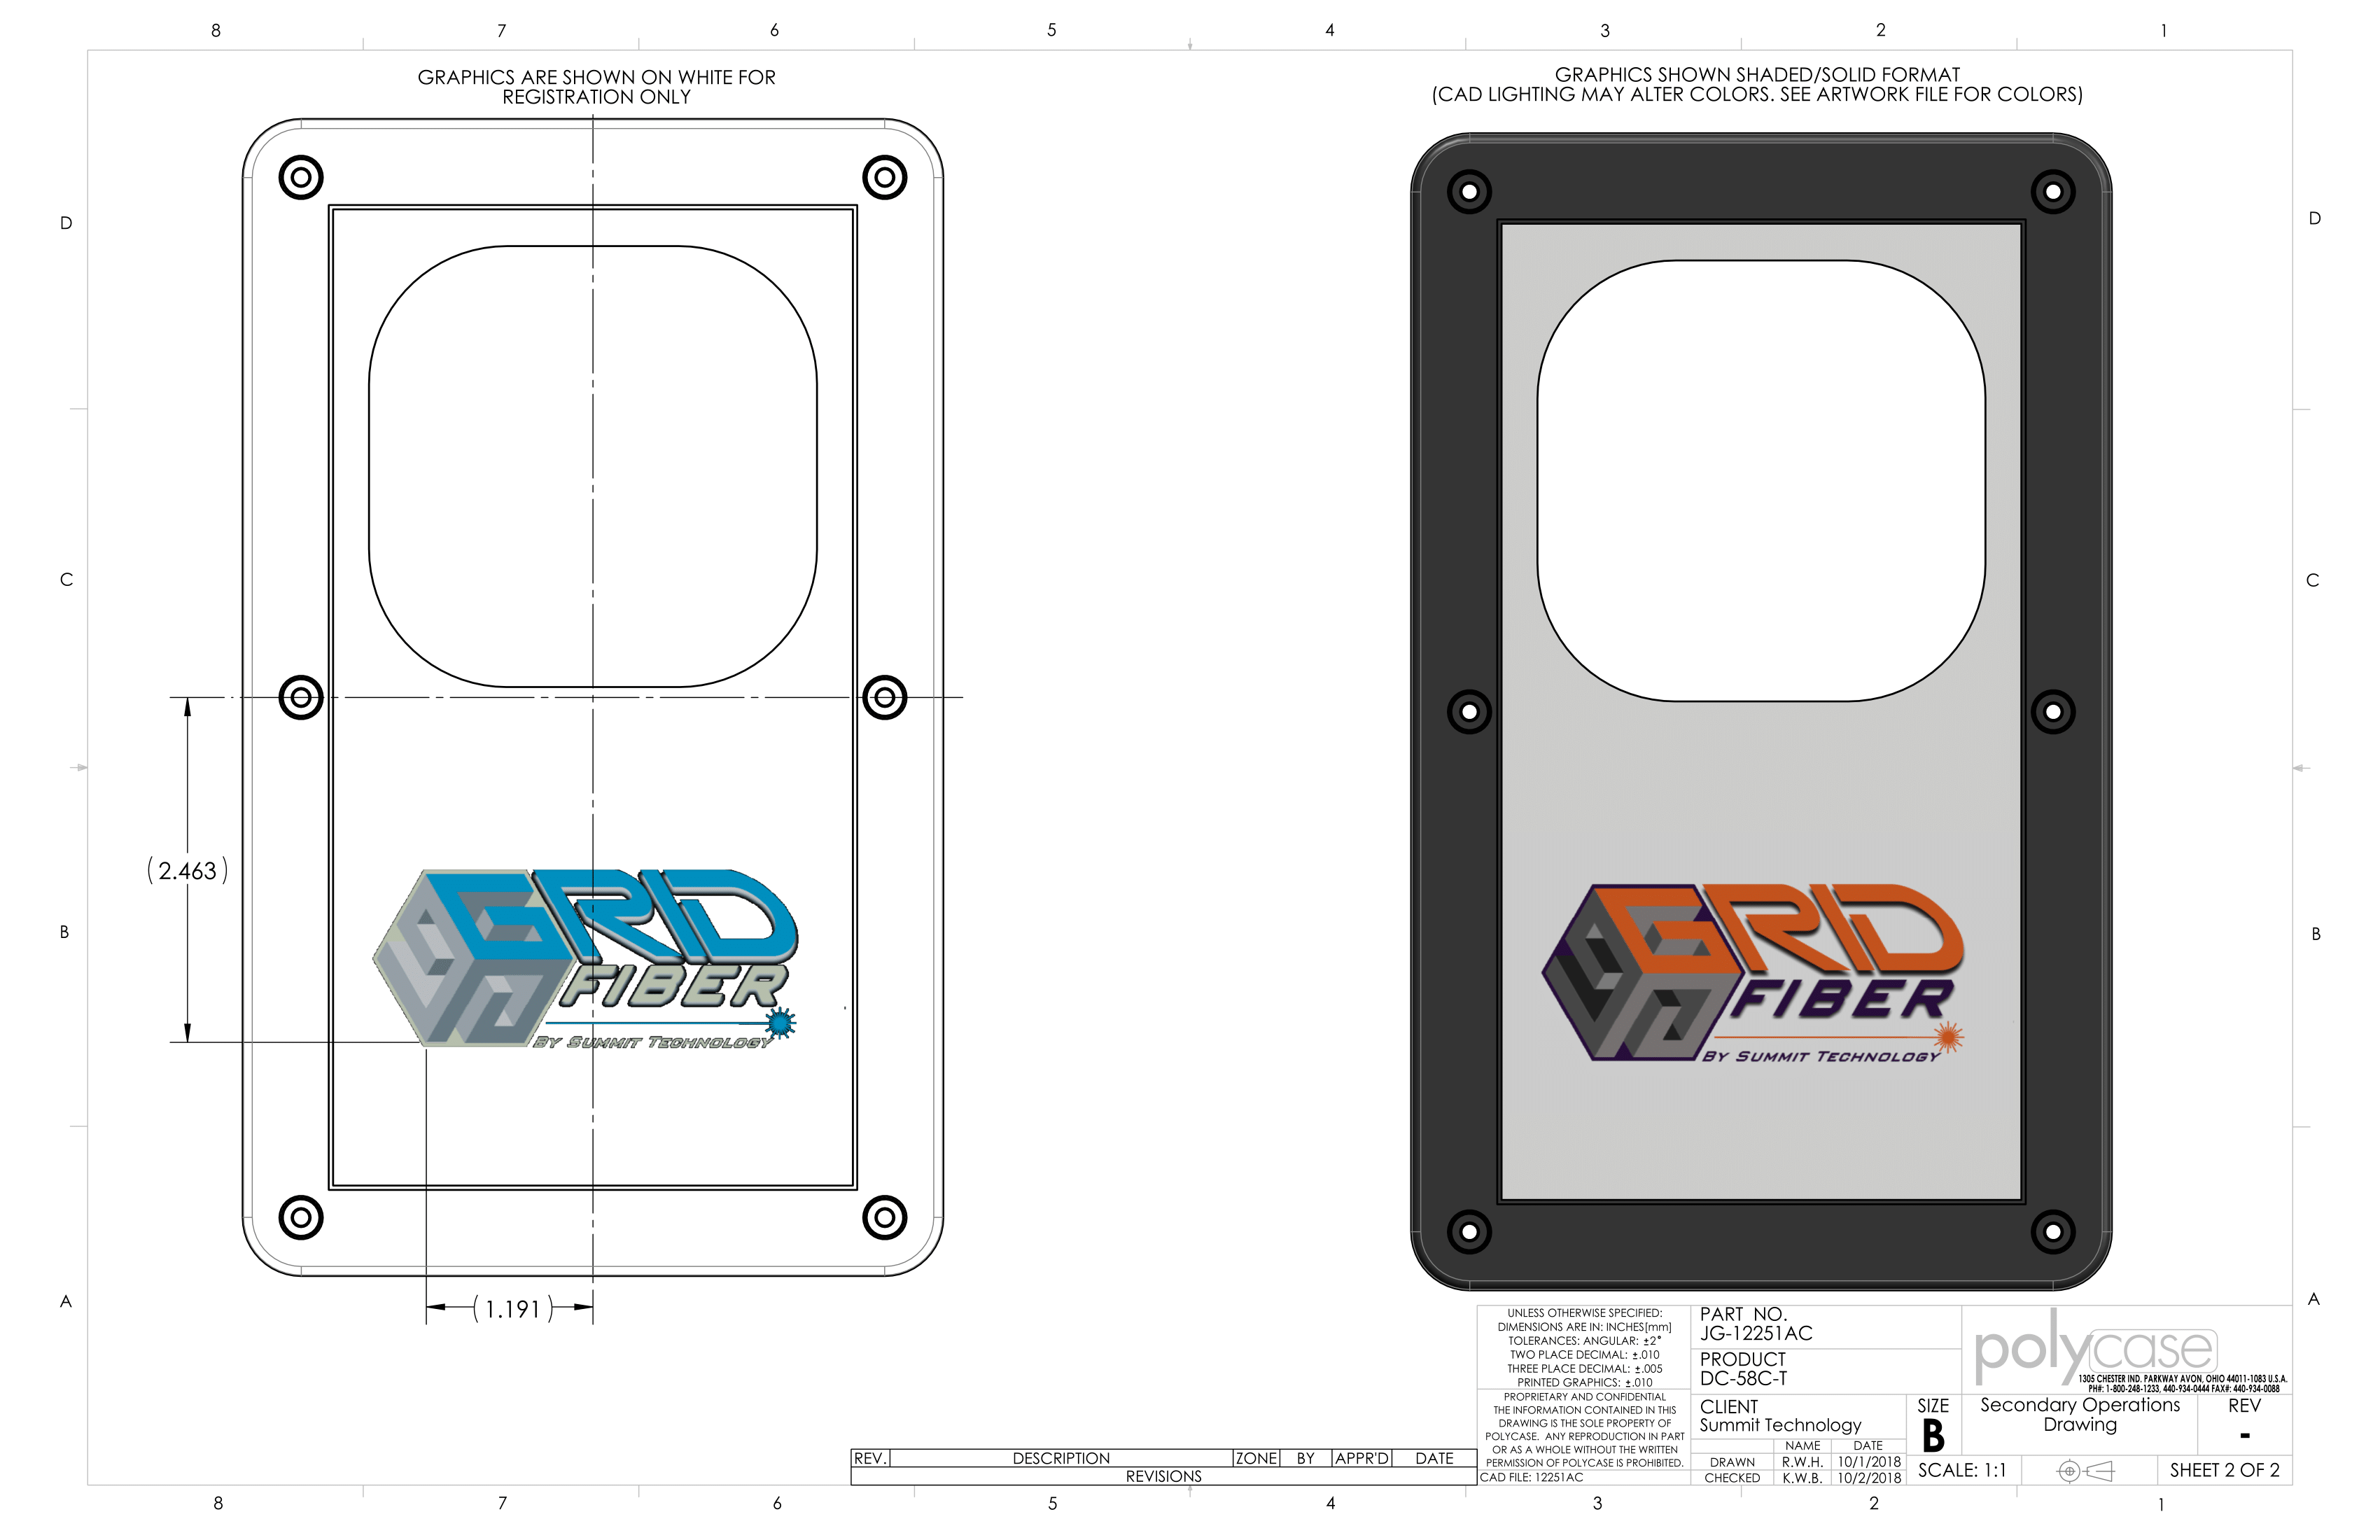 8 7 6 5 4 3 2 1
GRAPHICS ARE SHOWN ON WHITE FOR
REGISTRATION ONLY
GRAPHICS SHOWN SHADED/SOLID FORMAT
(CAD LIGHTING MAY ALTER COLORS. SEE ARTWORK FILE FOR COLORS)
D D
C C
B B
A A
(2.463)
GRID
FIBER
BY SUMMIT TECHNOLOGY
(1.191)
GRID
FIBER
BY SUMMIT TECHNOLOGY
UNLESS OTHERWISE SPECIFIED:
DIMENSIONS ARE IN: INCHES[mm]
TOLERANCES: ANGULAR: ±2°
TWO PLACE DECIMAL: ±.010
THREE PLACE DECIMAL: ±.005
PRINTED GRAPHICS: ±.010
PROPRIETARY AND CONFIDENTIAL
THE INFORMATION CONTAINED IN THIS
DRAWING IS THE SOLE PROPERTY OF
POLYCASE. ANY REPRODUCTION IN PART
OR AS A WHOLE WITHOUT THE WRITTEN
PERMISSION OF POLYCASE IS PROHIBITED.
CAD FILE: 12251AC
PART NO.
JG-12251AC
PRODUCT
DC-58C-T
CLIENT
Summit Technology
NAME DATE
DRAWN R.W.H. 10/1/2018
CHECKED K.W.B. 10/2/2018
polycase
1305 CHESTER IND. PARKWAY AVON, OHIO 44011-1083 U.S.A.
PH#: 1-800-248-1233, 440-934-0444 FAX#: 440-934-0088
SIZE
B
Secondary Operations
Drawing
REV
-
SCALE: 1:1
SHEET 2 OF 2
REV. DESCRIPTION ZONE BY APPR'D DATE
REVISIONS
8 7 6 5 4 3 2 1